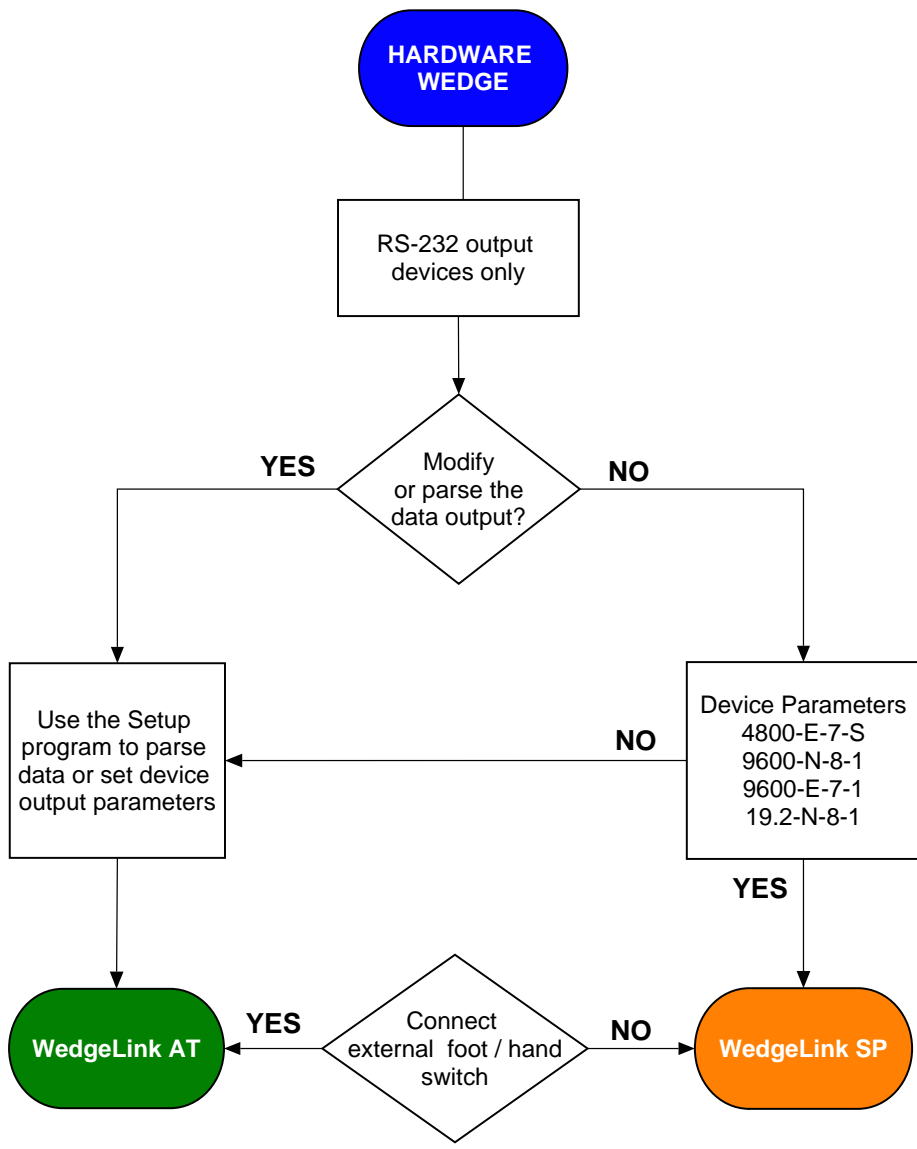 HARDWARE
WEDGE
RS-232 output
devices only
YES
Modify
or parse the
data output?
NO
Use the Setup
program to parse
data or set device
output parameters
NO
Device Parameters
4800-E-7-S
9600-N-8-1
9600-E-7-1
19.2-N-8-1
YES
WedgeLink AT
YES
Connect
external foot / hand
switch
NO
WedgeLink SP